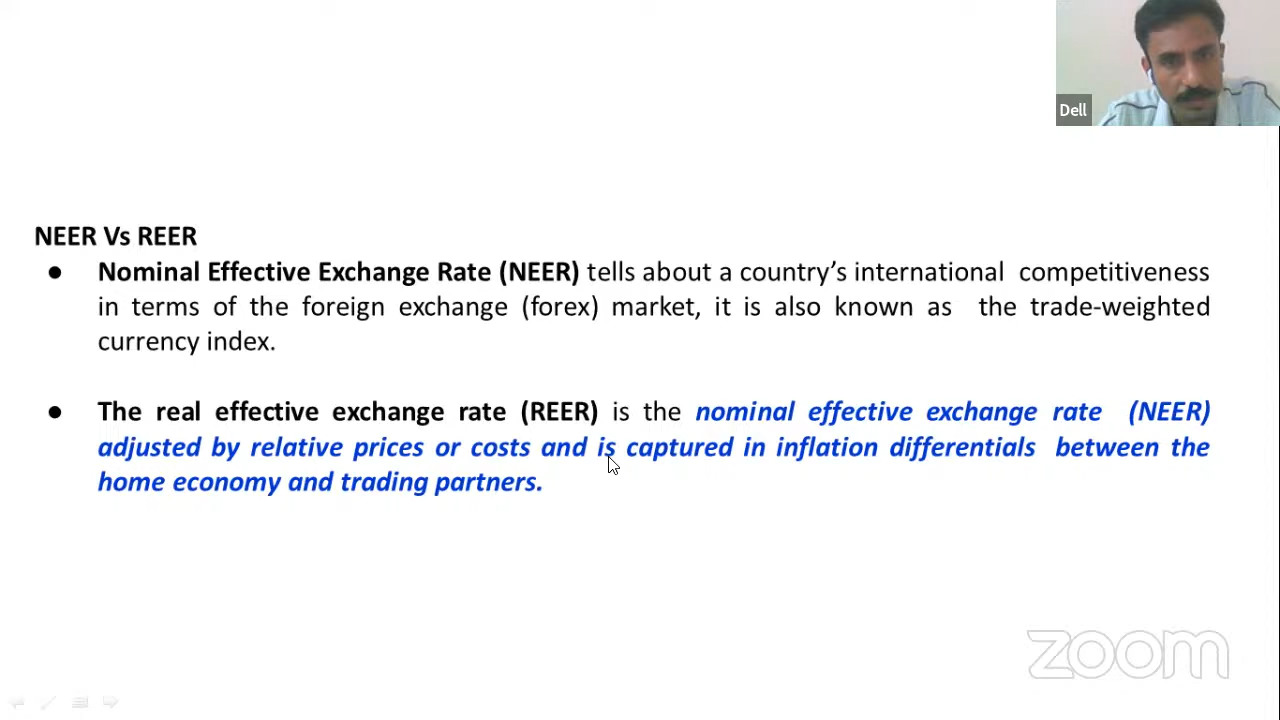 Dell
NEER Vs REER
● Nominal Effective Exchange Rate (NEER) tells about a country’s international competitiveness
in terms of the foreign exchange (forex) market, it is also known as the trade-weighted
currency index.
● The real effective exchange rate (REER) is the nominal effective exchange rate (NEER)
adjusted by relative prices or costs and is captured in inflation differentials between the
home economy and trading partners.
zoom